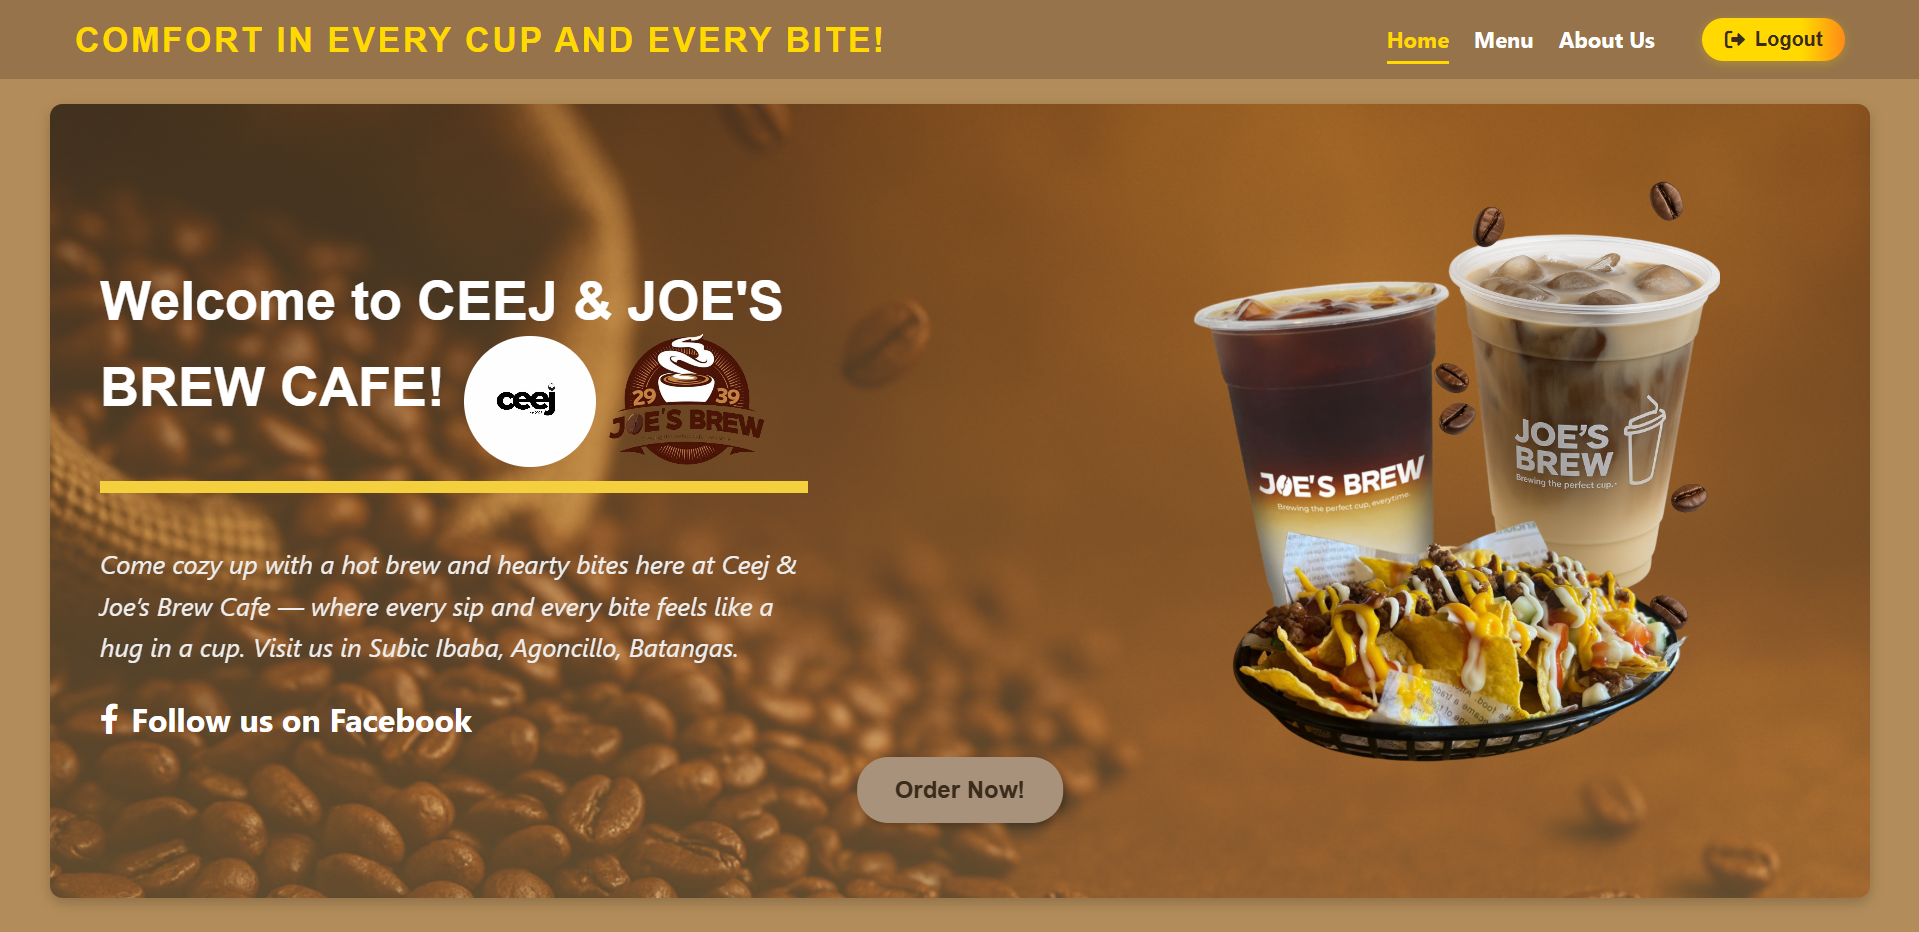 COMFORT IN EVERY CUP AND EVERY BITE!
Home Menu About Us Logout
Welcome to CEEJ & JOE'S
BREW CAFE!
ceej
29 39
JOE'S BREW
Come cozy up with a hot brew and hearty bites here at Ceej &
Joe's Brew Cafe — where every sip and every bite feels like a
hug in a cup. Visit us in Subic Ibaba, Agoncillo, Batangas.
Follow us on Facebook
Order Now!
JOE'S BREW
Brewing the perfect cup, everytime.
JOE'S
BREW
Brewing the perfect cup.